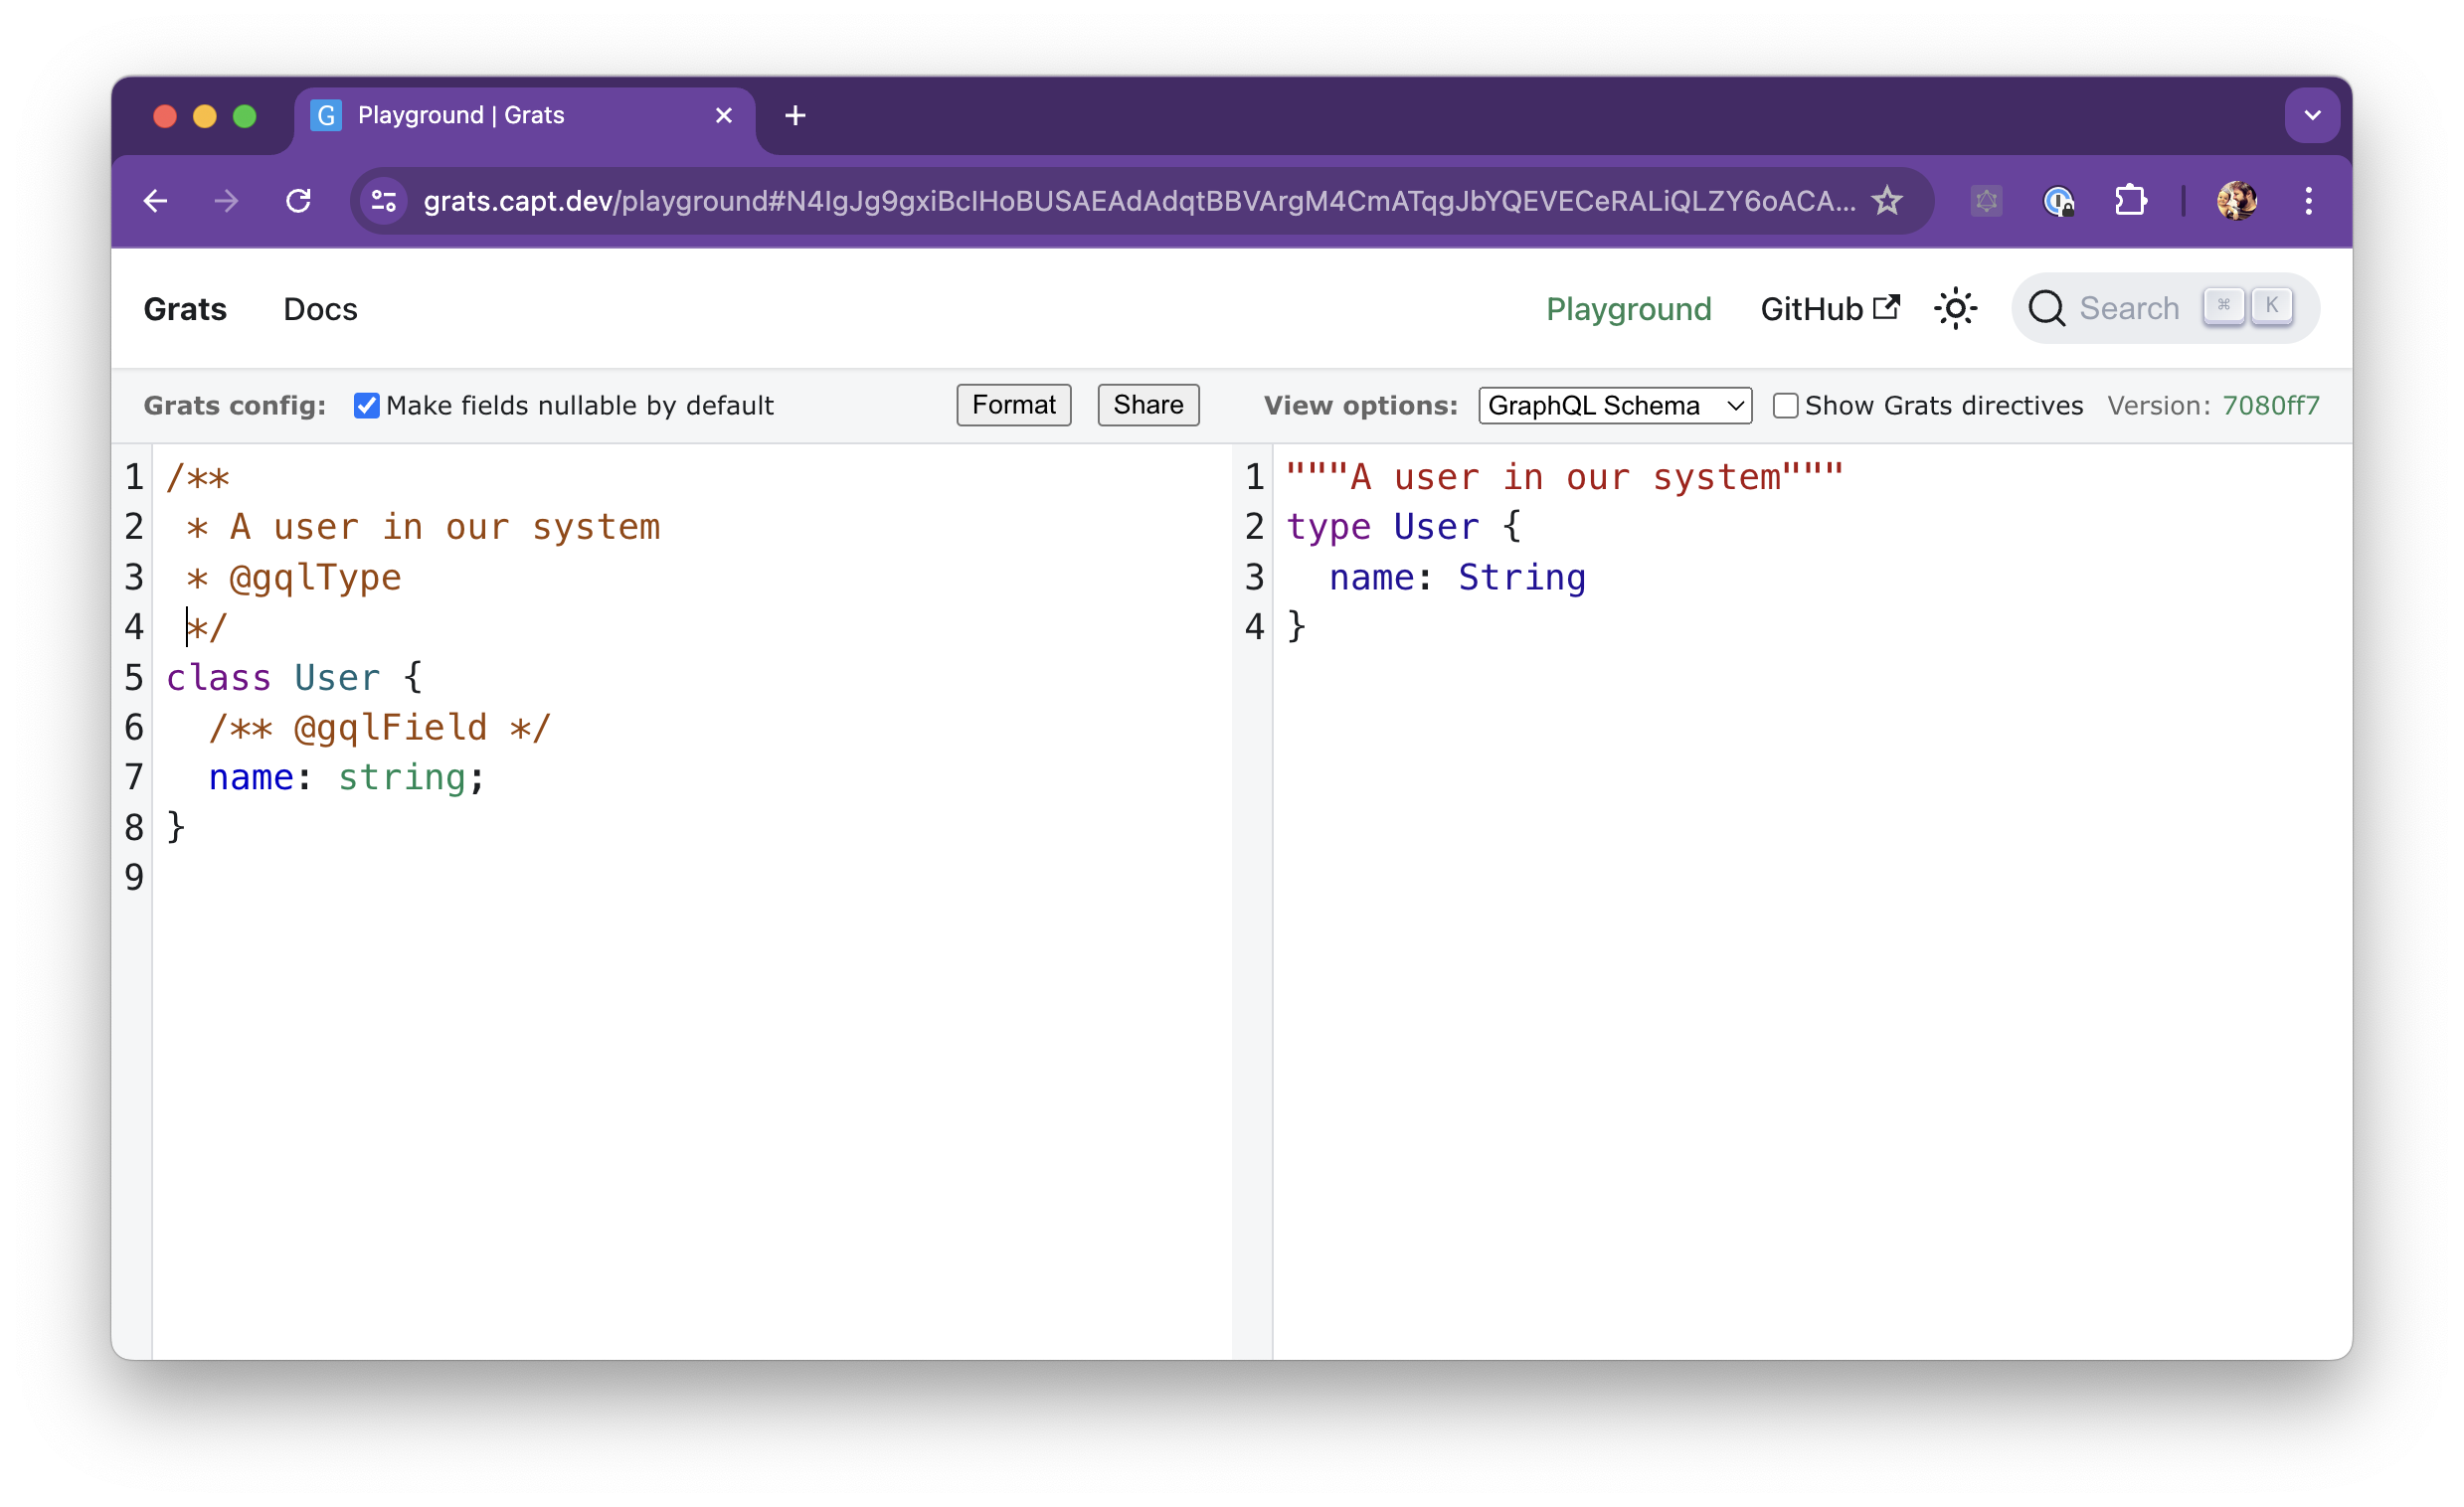 G Playground | Grats
grats.capt.dev/playground#N4IgJg9gxiBcIHoBUSAEAdAdqtBBVArgM4CmATqgJbYQEVECeRALiQLZY6oACA...
Grats Docs Playground GitHub Search ⌘ K
Grats config: Make fields nullable by default Format Share View options: GraphQL Schema Show Grats directives Version: 7080ff7
1 /**
2  * A user in our system
3  * @gqlType
4  */
5 class User {
6   /** @gqlField */
7   name: string;
8 }
9
1 """A user in our system"""
2 type User {
3   name: String
4 }